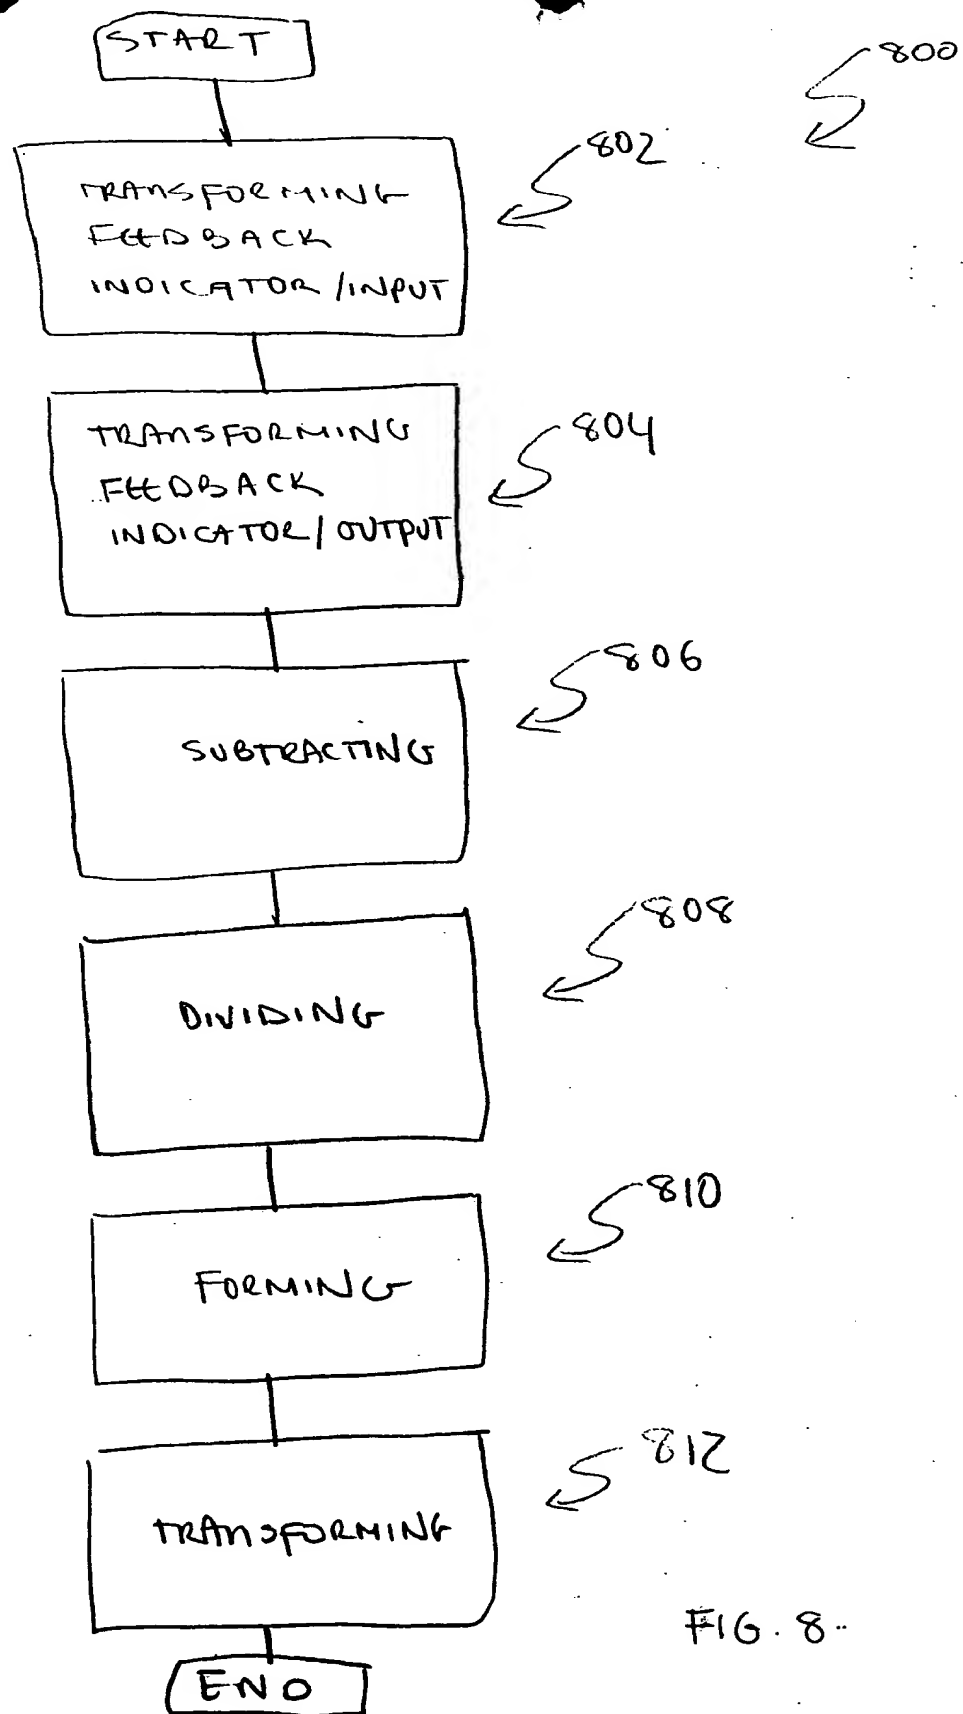 START
800
802
TRANSFORMING
FEEDBACK
INDICATOR/INPUT
804
TRANSFORMING
FEEDBACK
INDICATOR/OUTPUT
806
SUBTRACTING
808
DIVIDING
810
FORMING
812
TRANSFORMING
FIG. 8
END